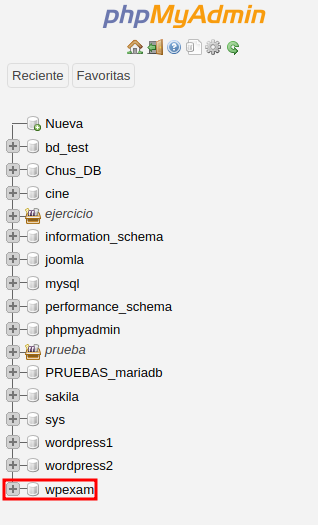 phpMyAdmin
Reciente Favoritas
Nueva
bd_test
Chus_DB
cine
ejercicio
information_schema
joomla
mysql
performance_schema
phpmyadmin
prueba
PRUEBAS_mariadb
sakila
sys
wordpress1
wordpress2
wpexam